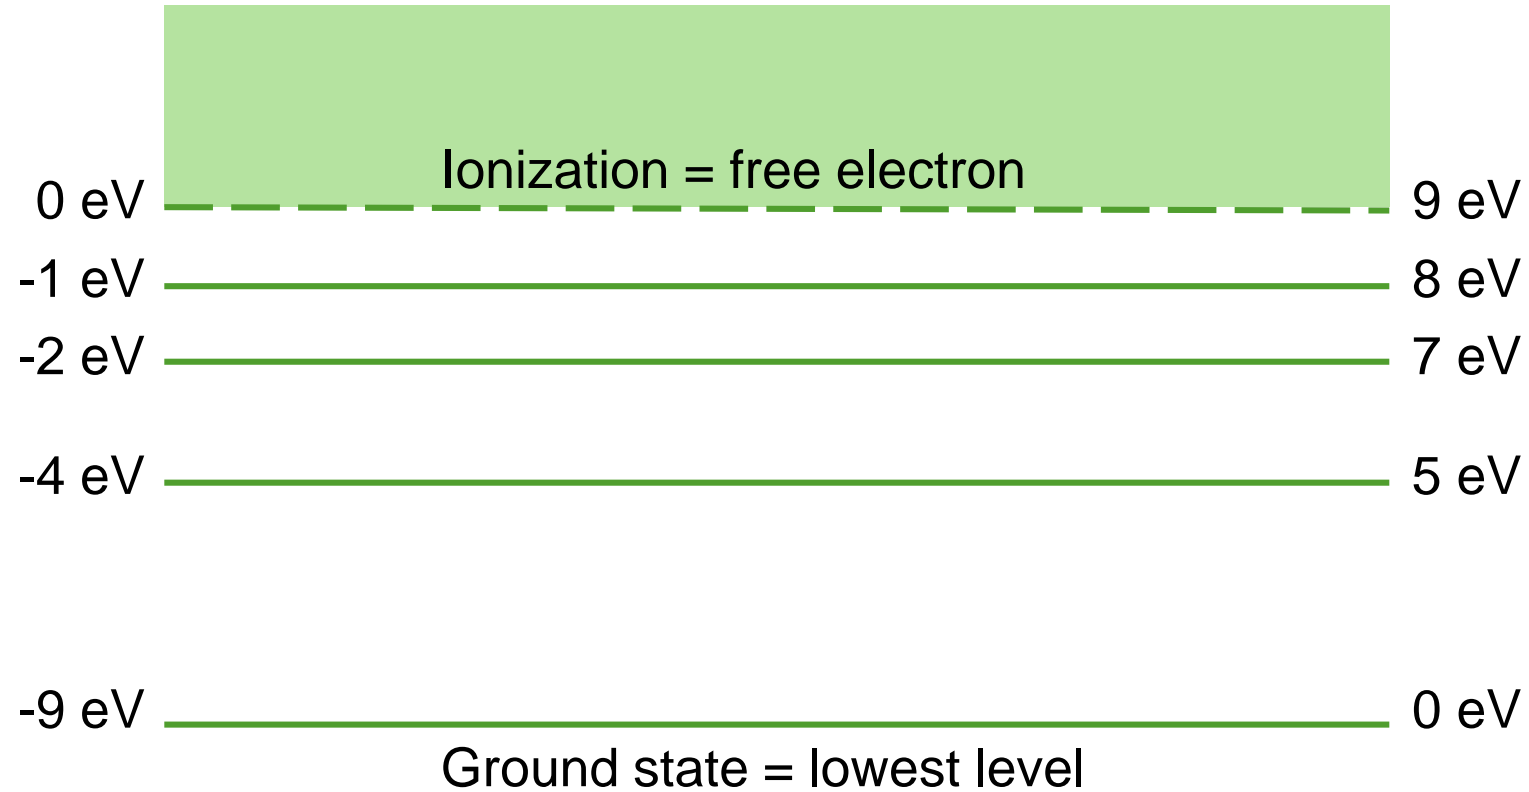 Ionization = free electron
0 eV 9 eV
-1 eV 8 eV
-2 eV 7 eV
-4 eV 5 eV
-9 eV 0 eV
Ground state = lowest level